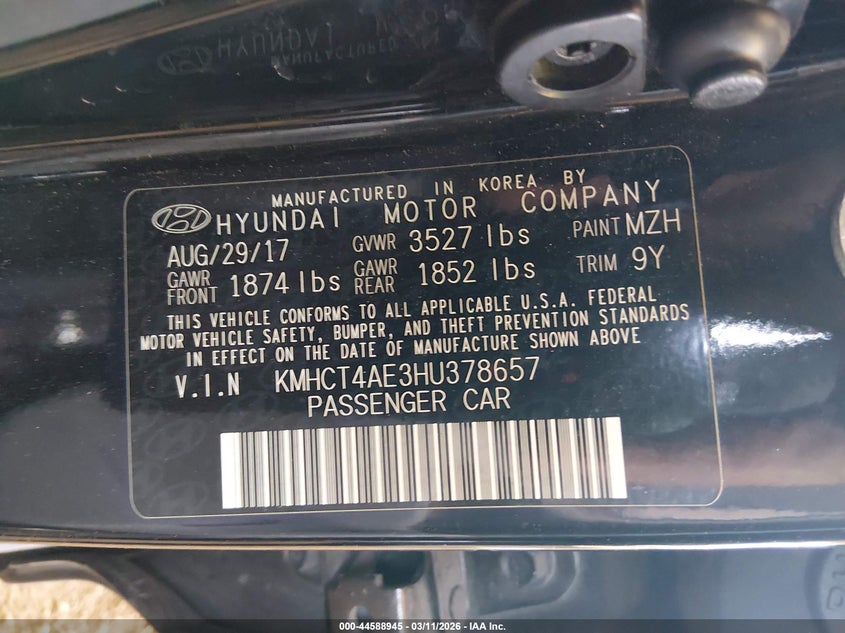 HYUNDAI
MANUFACTURED IN KOREA BY
HYUNDAI MOTOR COMPANY
AUG/29/17 GVWR 3527 lbs PAINT MZH
GAWR FRONT 1874 lbs GAWR REAR 1852 lbs TRIM 9Y
THIS VEHICLE CONFORMS TO ALL APPLICABLE U.S.A. FEDERAL
MOTOR VEHICLE SAFETY, BUMPER, AND THEFT PREVENTION STANDARDS
IN EFFECT ON THE DATE OF MANUFACTURE SHOWN ABOVE
V.I.N KMHCT4AE3HU378657
PASSENGER CAR
000-44588945 - 03/11/2026 - IAA Inc.